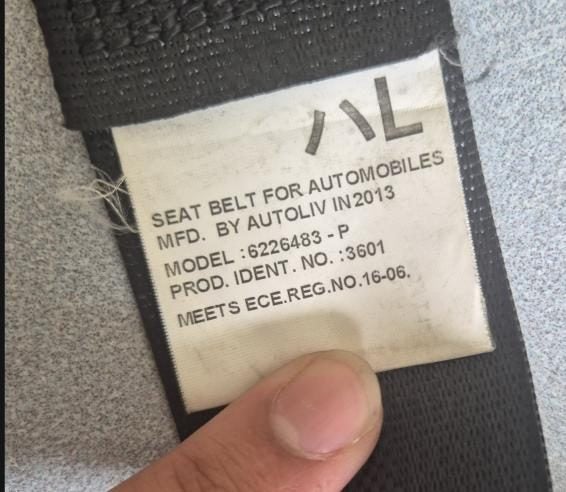 ハL
SEAT BELT FOR AUTOMOBILES
MFD. BY AUTOLIV IN 2013
MODEL : 6226483 - P
PROD. IDENT. NO. : 3601
MEETS ECE.REG.NO.16-06.